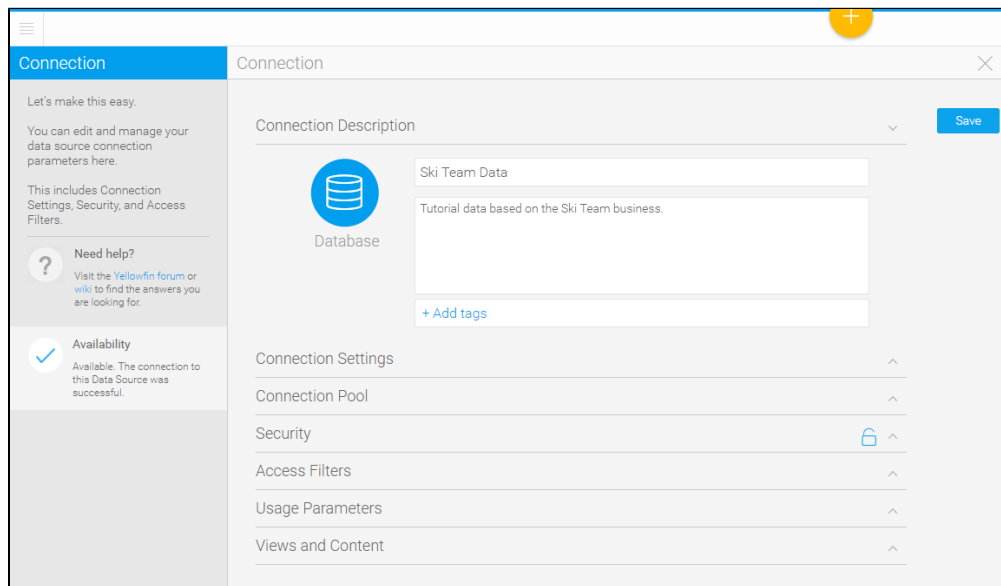 +
Connection
Connection
Let's make this easy.
You can edit and manage your
data source connection
parameters here.
This includes Connection
Settings, Security, and Access
Filters.
?
Need help?
Visit the Yellowfin forum or
wiki to find the answers you
are looking for.
Availability
Available. The connection to
this Data Source was
successful.
Connection Description
Save
Database
Ski Team Data
Tutorial data based on the Ski Team business.
+ Add tags
Connection Settings
Connection Pool
Security
Access Filters
Usage Parameters
Views and Content